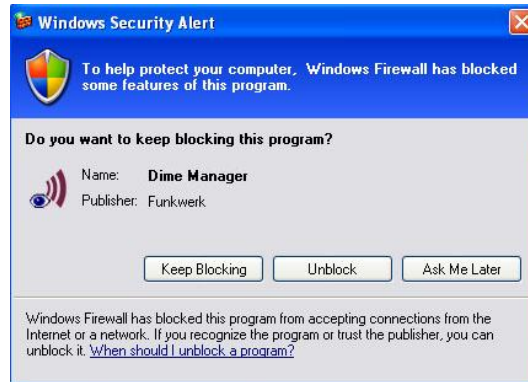 Windows Security Alert
To help protect your computer, Windows Firewall has blocked
some features of this program.
Do you want to keep blocking this program?
Name: Dime Manager
Publisher: Funkwerk
Keep Blocking Unblock Ask Me Later
Windows Firewall has blocked this program from accepting connections from the
Internet or a network. If you recognize the program or trust the publisher, you can
unblock it. When should I unblock a program?